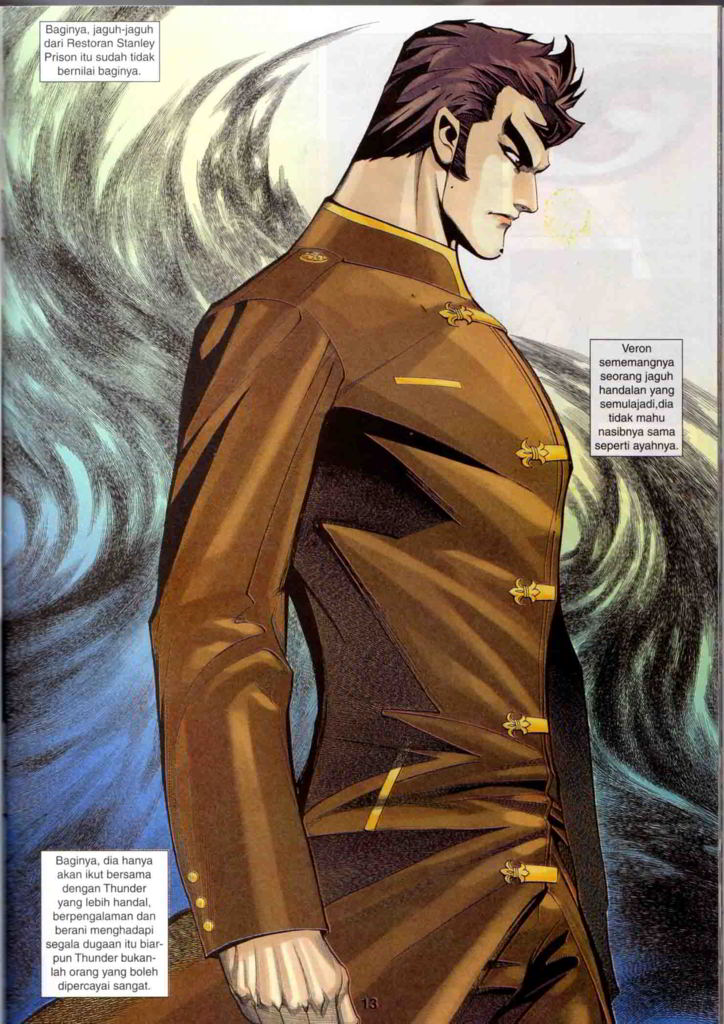 Baginya, jaguh-jaguh
dari Restoran Stanley
Prison itu sudah tidak
bernilai baginya.
Veron
sememangnya
seorang jaguh
handalan yang
semulajadi,dia
tidak mahu
nasibnya sama
seperti ayahnya.
Baginya, dia hanya
akan ikut bersama
dengan Thunder
yang lebih handal,
berpengalaman dan
berani menghadapi
segala dugaan itu biar-
pun Thunder bukan-
lah orang yang boleh
dipercayai sangat.
13